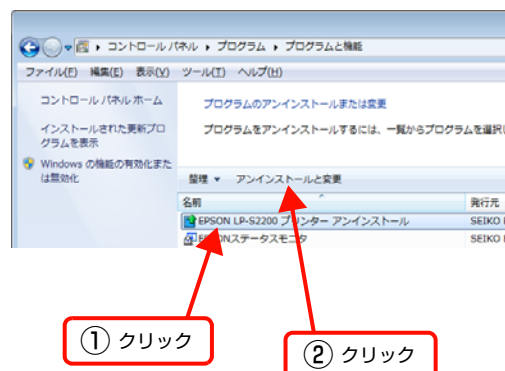 コントロール パネル ▸ プログラム ▸ プログラムと機能
ファイル(F) 編集(E) 表示(V) ツール(T) ヘルプ(H)
コントロール パネル ホーム
インストールされた更新プロ
グラムを表示
Windows の機能の有効化また
は無効化
プログラムのアンインストールまたは変更
プログラムをアンインストールするには、一覧からプログラムを選択
整理 ▼ アンインストールと変更
名前 発行元
EPSON LP-S2200 プリンター アンインストール SEIKO
EPSONステータスモニタ SEIKO
① クリック
② クリック